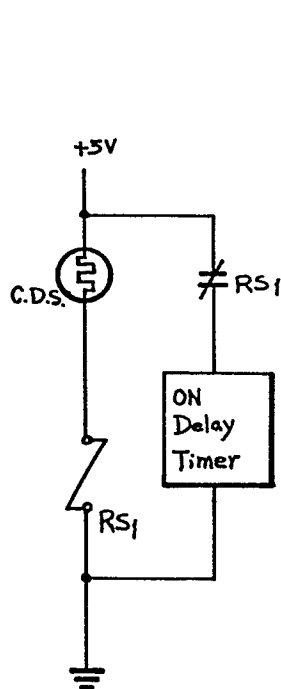 +5V
C.D.S.
RS1
ON
Delay
Timer
RS1